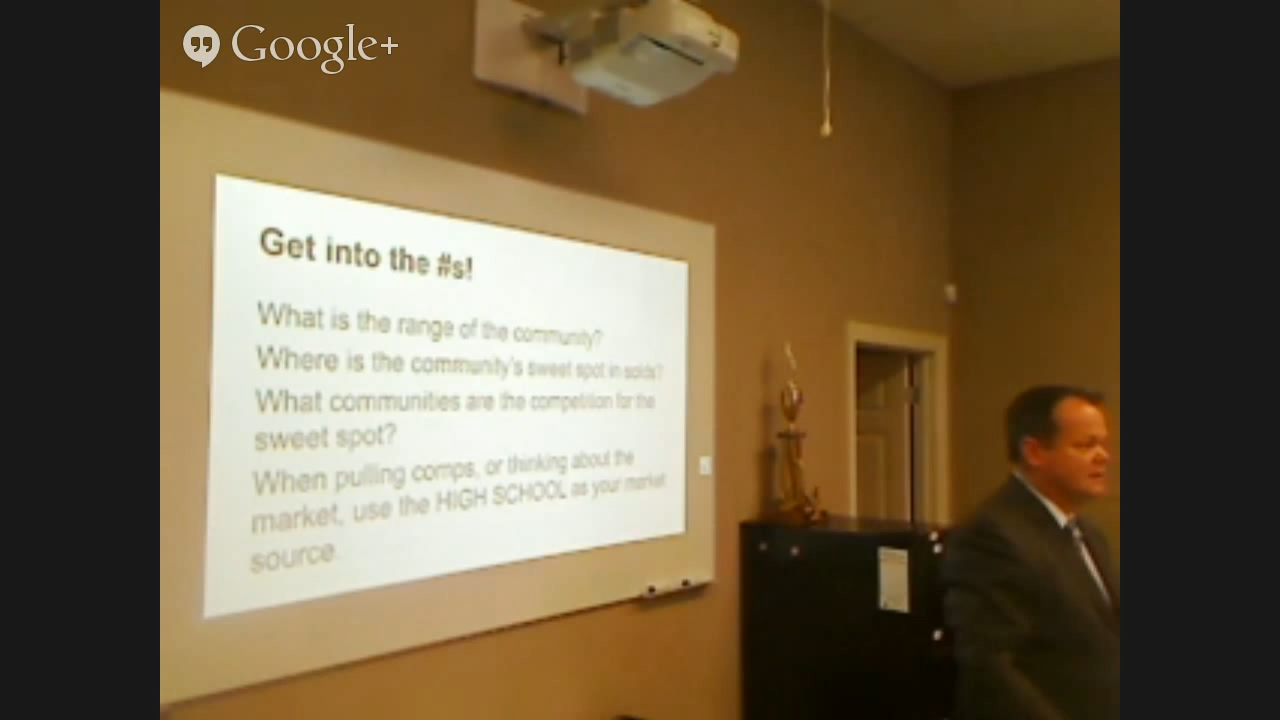 Google+
Get into the #s!
What is the range of the community?
Where is the community's sweet spot in solds?
What communities are the competition for the
sweet spot?
When pulling comps, or thinking about the
market, use the HIGH SCHOOL as your market
source.